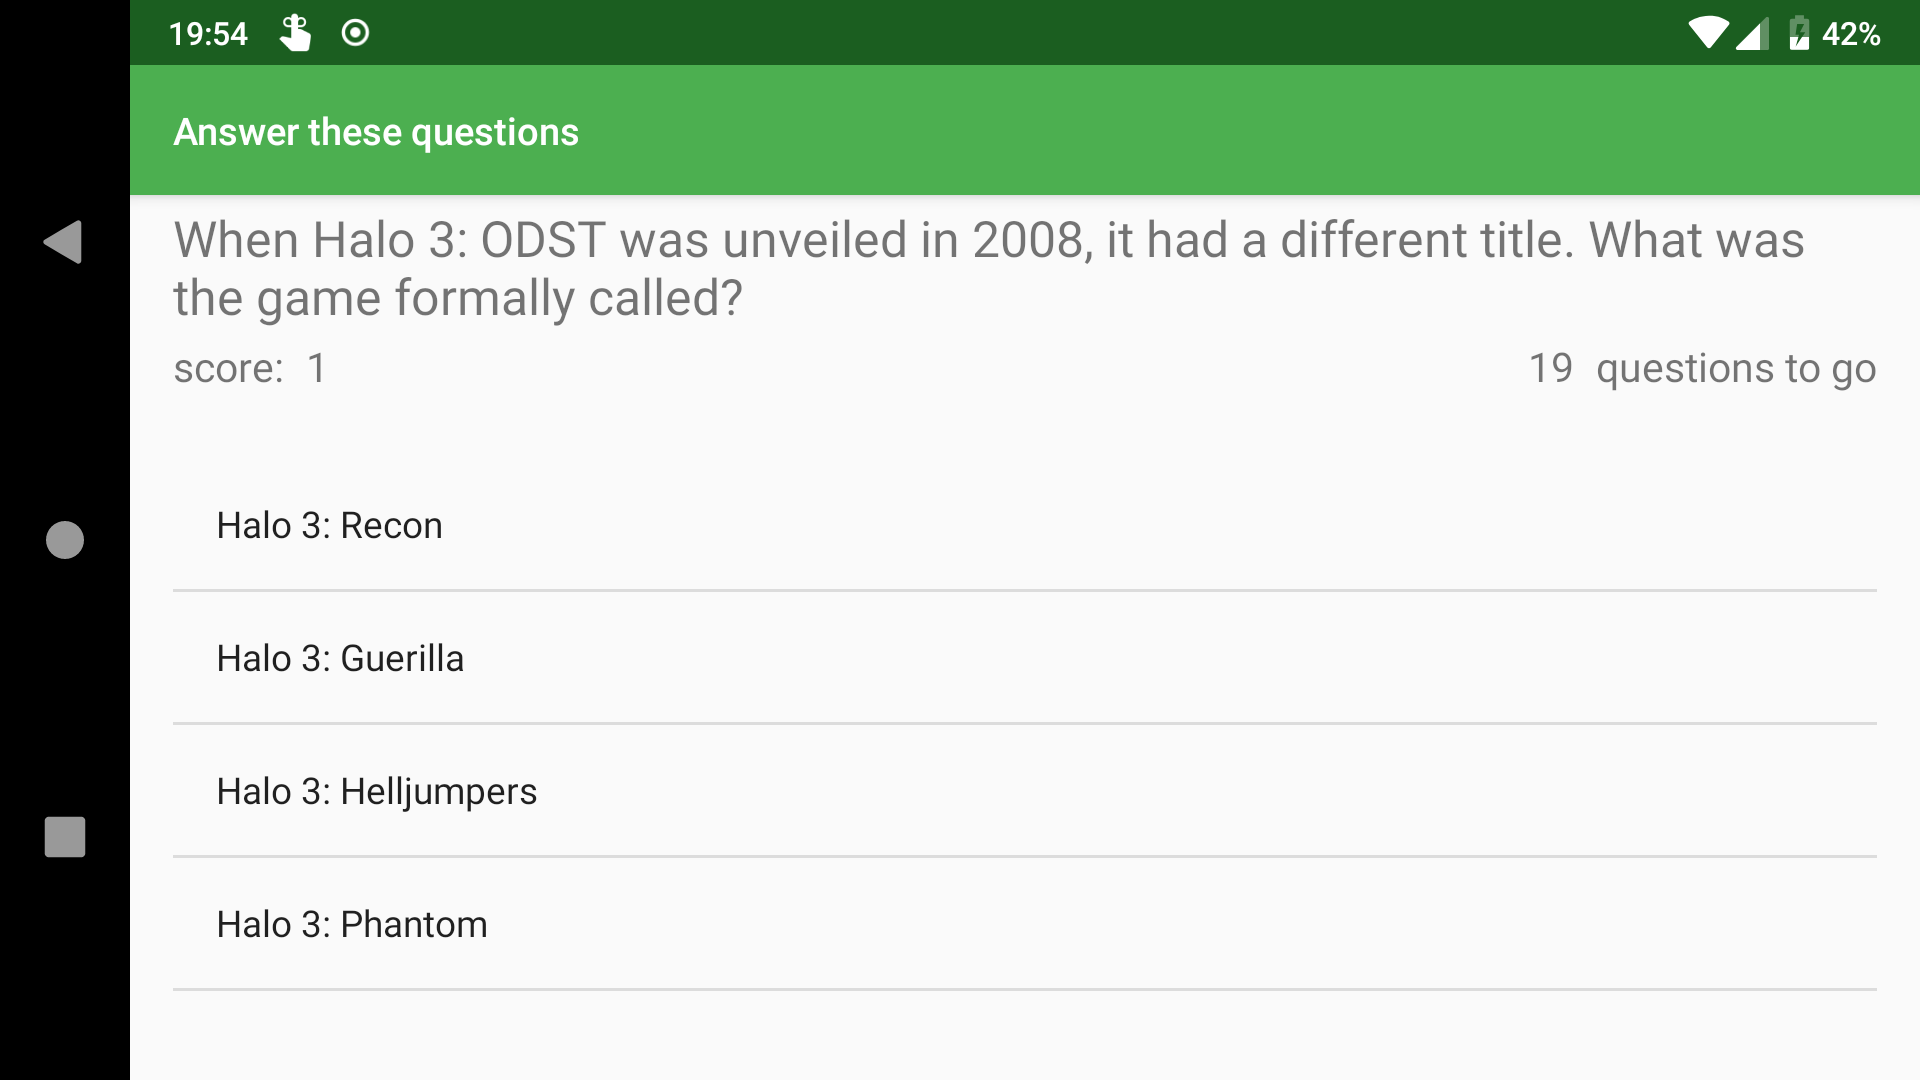 19:54
42%
Answer these questions
When Halo 3: ODST was unveiled in 2008, it had a different title. What was
the game formally called?
score: 1
19 questions to go
Halo 3: Recon
Halo 3: Guerilla
Halo 3: Helljumpers
Halo 3: Phantom